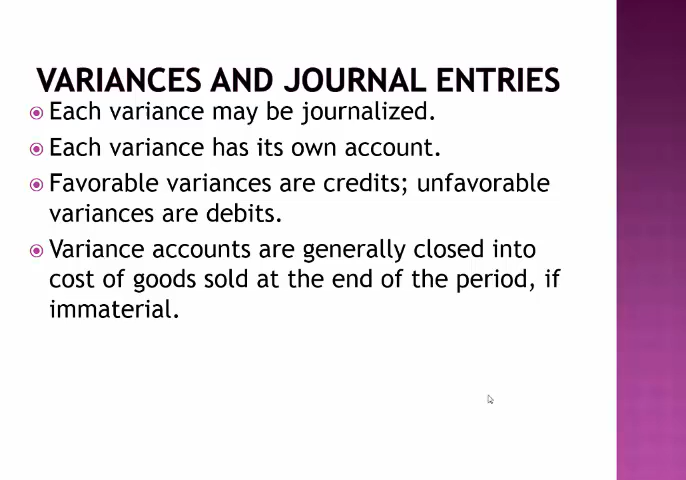 VARIANCES AND JOURNAL ENTRIES
Each variance may be journalized.
Each variance has its own account.
Favorable variances are credits; unfavorable
variances are debits.
Variance accounts are generally closed into
cost of goods sold at the end of the period, if
immaterial.